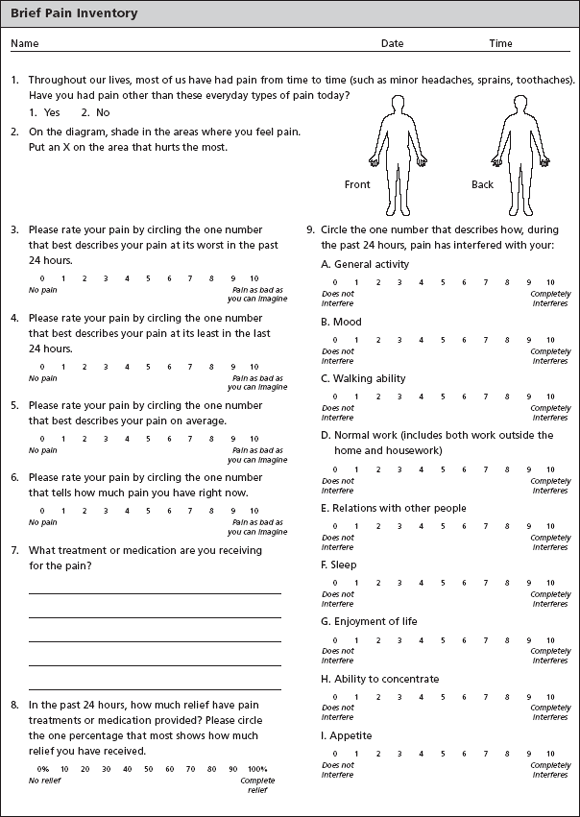 Brief Pain Inventory
Name Date Time
1. Throughout our lives, most of us have had pain from time to time (such as minor headaches, sprains, toothaches).
Have you had pain other than these everyday types of pain today?
1. Yes 2. No
2. On the diagram, shade in the areas where you feel pain.
Put an X on the area that hurts the most.
Front Back
3. Please rate your pain by circling the one number
that best describes your pain at its worst in the past
24 hours.
0 1 2 3 4 5 6 7 8 9 10
No pain Pain as bad as
you can imagine
4. Please rate your pain by circling the one number
that best describes your pain at its least in the last
24 hours.
0 1 2 3 4 5 6 7 8 9 10
No pain Pain as bad as
you can imagine
5. Please rate your pain by circling the one number
that best describes your pain on average.
0 1 2 3 4 5 6 7 8 9 10
No pain Pain as bad as
you can imagine
6. Please rate your pain by circling the one number
that tells how much pain you have right now.
0 1 2 3 4 5 6 7 8 9 10
No pain Pain as bad as
you can imagine
7. What treatment or medication are you receiving
for the pain?
8. In the past 24 hours, how much relief have pain
treatments or medication provided? Please circle
the one percentage that most shows how much
relief you have received.
0% 10 20 30 40 50 60 70 80 90 100%
No relief Complete
relief
9. Circle the one number that describes how, during
the past 24 hours, pain has interfered with your:
A. General activity
0 1 2 3 4 5 6 7 8 9 10
Does not Completely
interfere interferes
B. Mood
0 1 2 3 4 5 6 7 8 9 10
Does not Completely
interfere interferes
C. Walking ability
0 1 2 3 4 5 6 7 8 9 10
Does not Completely
interfere interferes
D. Normal work (includes both work outside the
home and housework)
0 1 2 3 4 5 6 7 8 9 10
Does not Completely
interfere interferes
E. Relations with other people
0 1 2 3 4 5 6 7 8 9 10
Does not Completely
interfere interferes
F. Sleep
0 1 2 3 4 5 6 7 8 9 10
Does not Completely
interfere interferes
G. Enjoyment of life
0 1 2 3 4 5 6 7 8 9 10
Does not Completely
interfere interferes
H. Ability to concentrate
0 1 2 3 4 5 6 7 8 9 10
Does not Completely
interfere interferes
I. Appetite
0 1 2 3 4 5 6 7 8 9 10
Does not Completely
interfere interferes